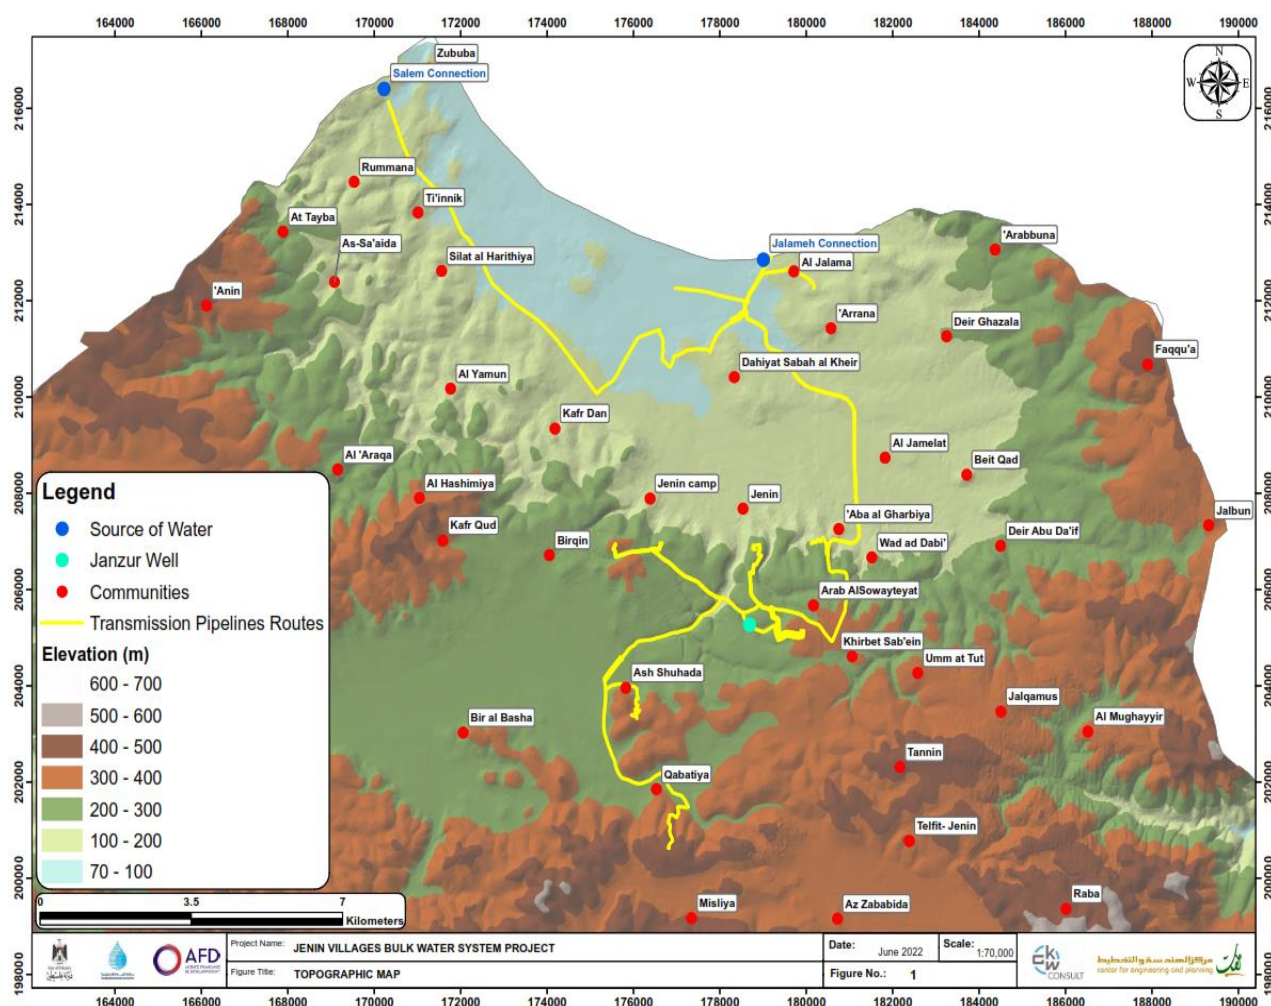 164000 166000 168000 170000 172000 174000 176000 178000 180000 182000 184000 186000 188000 190000
216000
214000
212000
210000
208000
206000
204000
202000
200000
198000
216000
214000
212000
210000
208000
206000
204000
202000
200000
198000
N
W E
S
Zububa
Salem Connection
Rummana
Ti'innik
At Tayba
As-Sa'aida
Silat al Harithiya
'Anin
Jalameh Connection
Al Jalama
'Arabbuna
'Arrana
Deir Ghazala
Faqqu'a
Dahiyat Sabah al Kheir
Al Yamun
Kafr Dan
Al Jamelat
Beit Qad
Al 'Araqa
Al Hashimiya
Jenin camp
Jenin
'Aba al Gharbiya
Jalbun
Kafr Qud
Birqin
Wad ad Dabi'
Deir Abu Da'if
Arab AlSowayteyat
Khirbet Sab'ein
Umm at Tut
Ash Shuhada
Jalqamus
Al Mughayyir
Bir al Basha
Tannin
Qabatiya
Telfit- Jenin
Raba
Misliya
Az Zababida
Legend
Source of Water
Janzur Well
Communities
Transmission Pipelines Routes
Elevation (m)
600 - 700
500 - 600
400 - 500
300 - 400
200 - 300
100 - 200
70 - 100
0 3.5 7
Kilometers
AFD
Project Name: JENIN VILLAGES BULK WATER SYSTEM PROJECT
Figure Title: TOPOGRAPHIC MAP
Date: June 2022
Scale: 1:70,000
Figure No.: 1
CONSULT
مركز الهندسة والتخطيط
center for engineering and planning
164000 166000 168000 170000 172000 174000 176000 178000 180000 182000 184000 186000 188000 190000